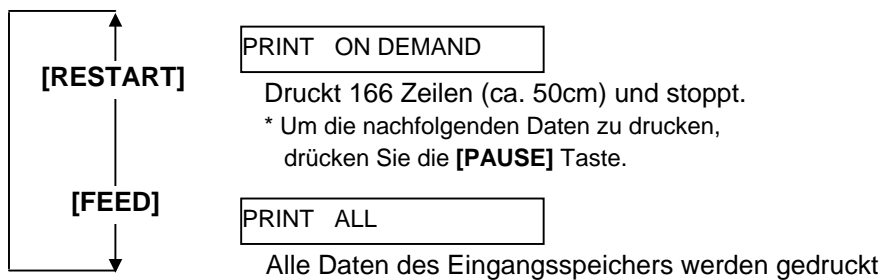 PRINT ON DEMAND
[RESTART]
Druckt 166 Zeilen (ca. 50cm) und stoppt.
* Um die nachfolgenden Daten zu drucken,
drücken Sie die [PAUSE] Taste.
[FEED]
PRINT ALL
Alle Daten des Eingangsspeichers werden gedruckt